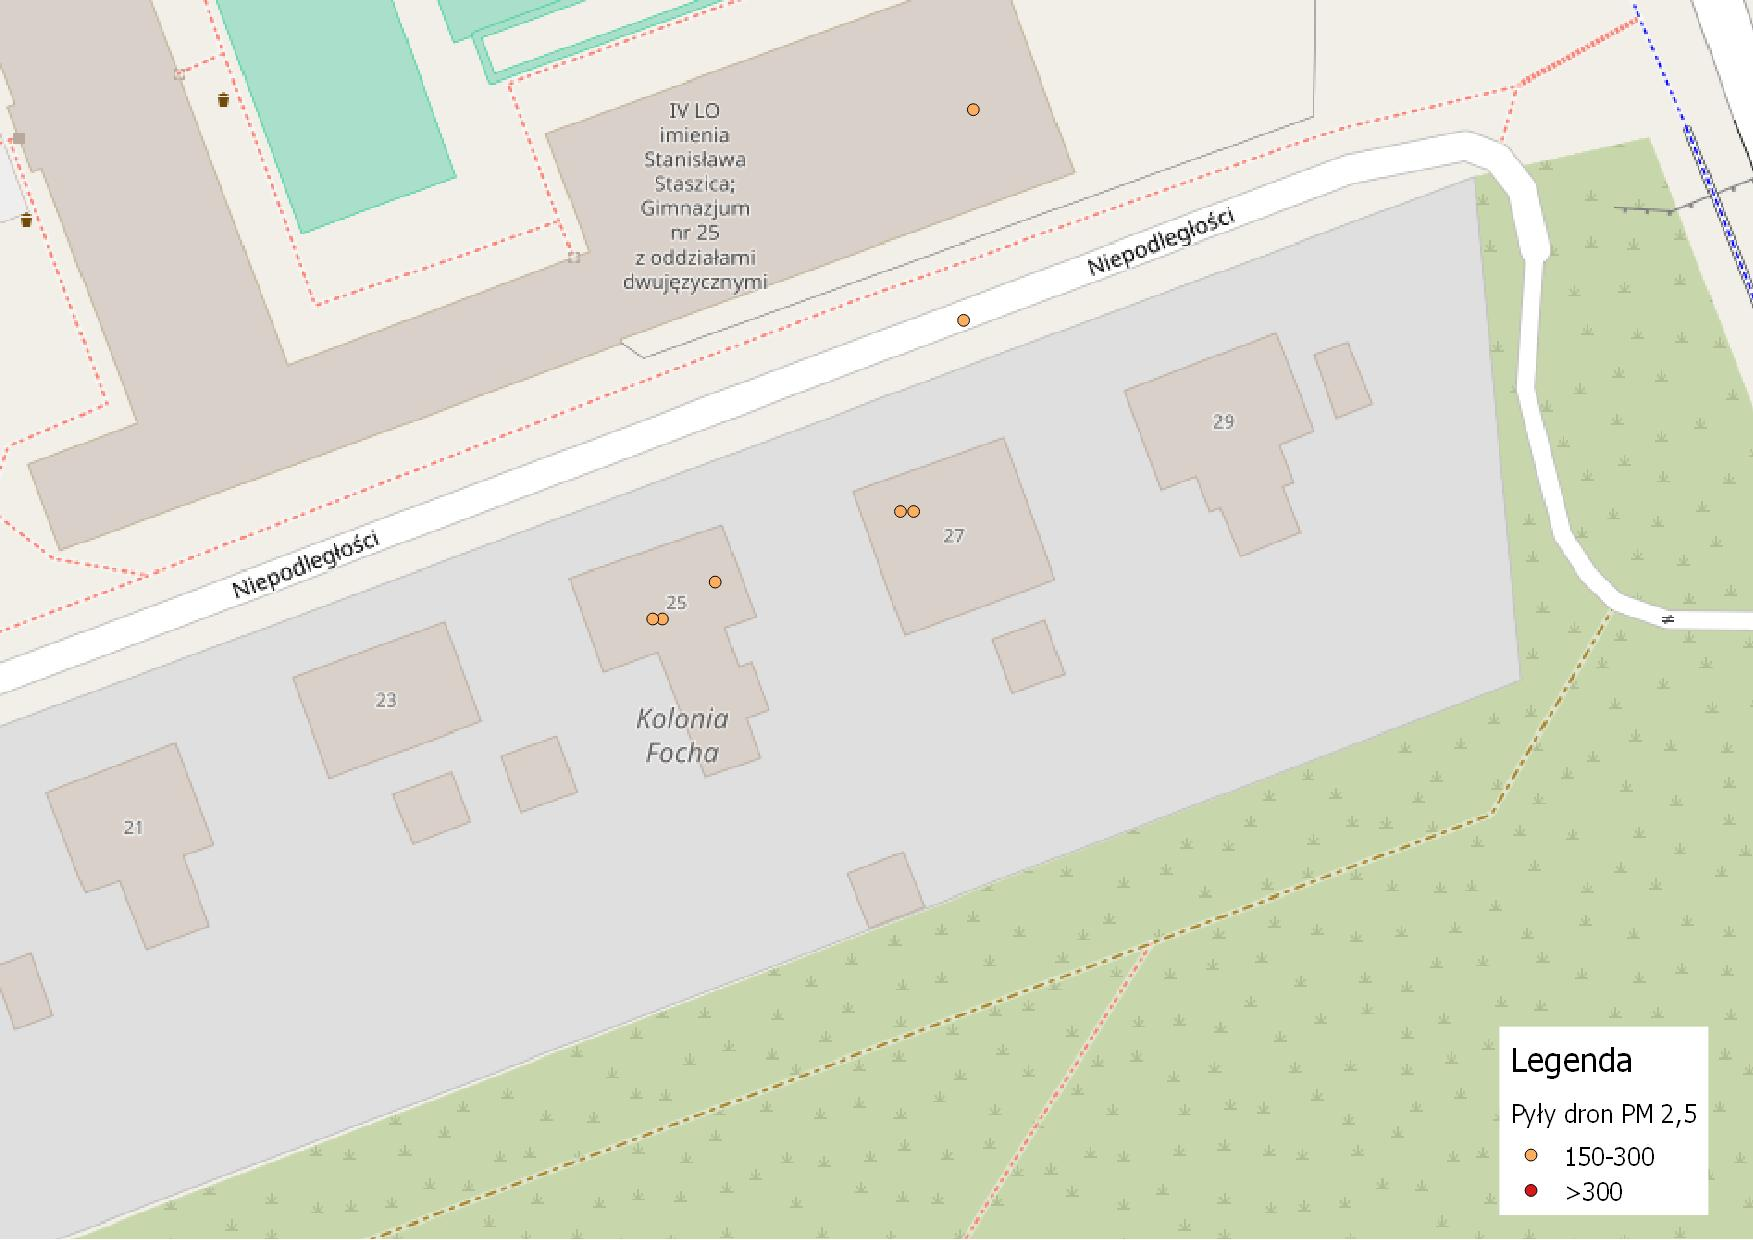 IV LO
imienia
Stanisława
Staszica;
Gimnazjum
nr 25
z oddziałami
dwujęzycznymi
Niepodległości
29
27
Niepodległości
25
23
Kolonia
Focha
21
Legenda
Pyły dron PM 2,5
150-300
>300